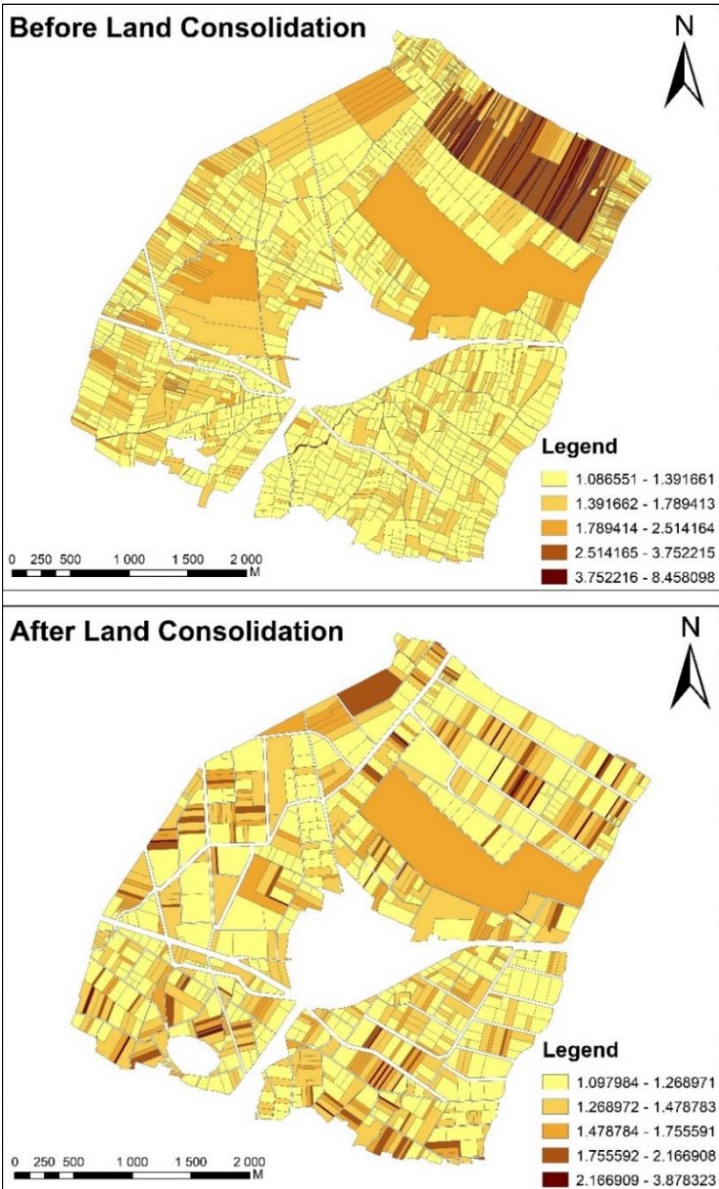 Before Land Consolidation
N
Legend
1.086551 - 1.391661
1.391662 - 1.789413
1.789414 - 2.514164
2.514165 - 3.752215
3.752216 - 8.458098
0 250 500 1 000 1 500 2 000
M
After Land Consolidation
N
Legend
1.097984 - 1.268971
1.268972 - 1.478783
1.478784 - 1.755591
1.755592 - 2.166908
2.166909 - 3.878323
0 250 500 1 000 1 500 2 000
M